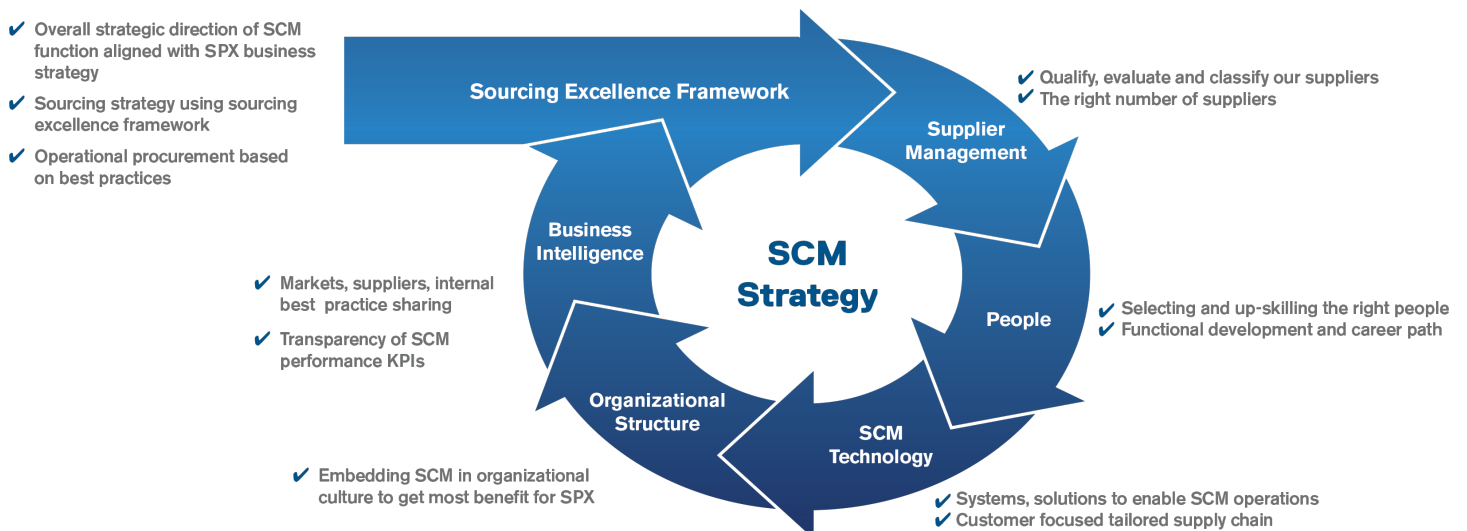 ✔ Overall strategic direction of SCM
function aligned with SPX business
strategy
✔ Sourcing strategy using sourcing
excellence framework
✔ Operational procurement based
on best practices
Sourcing Excellence Framework
Supplier
Management
✔ Qualify, evaluate and classify our suppliers
✔ The right number of suppliers
People
✔ Selecting and up-skilling the right people
✔ Functional development and career path
SCM
Technology
✔ Systems, solutions to enable SCM operations
✔ Customer focused tailored supply chain
Organizational
Structure
✔ Embedding SCM in organizational
culture to get most benefit for SPX
Business
Intelligence
✔ Markets, suppliers, internal
best practice sharing
✔ Transparency of SCM
performance KPIs
SCM
Strategy